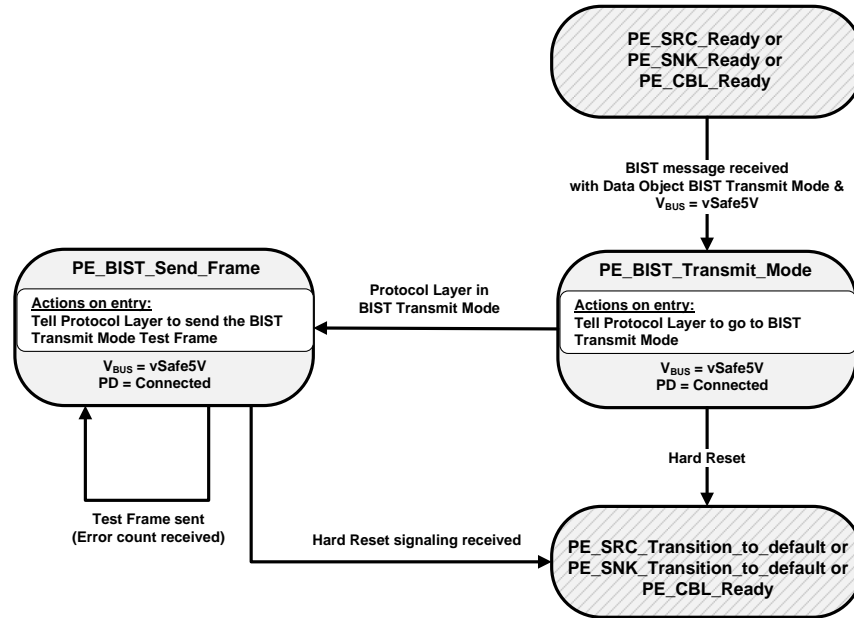 PE_SRC_Ready or
PE_SNK_Ready or
PE_CBL_Ready
BIST message received
with Data Object BIST Transmit Mode &
VBUS = vSafe5V
PE_BIST_Send_Frame
Actions on entry:
Tell Protocol Layer to send the BIST
Transmit Mode Test Frame
VBUS = vSafe5V
PD = Connected
Protocol Layer in
BIST Transmit Mode
PE_BIST_Transmit_Mode
Actions on entry:
Tell Protocol Layer to go to BIST
Transmit Mode
VBUS = vSafe5V
PD = Connected
Hard Reset
Test Frame sent
(Error count received)
Hard Reset signaling received
PE_SRC_Transition_to_default or
PE_SNK_Transition_to_default or
PE_CBL_Ready